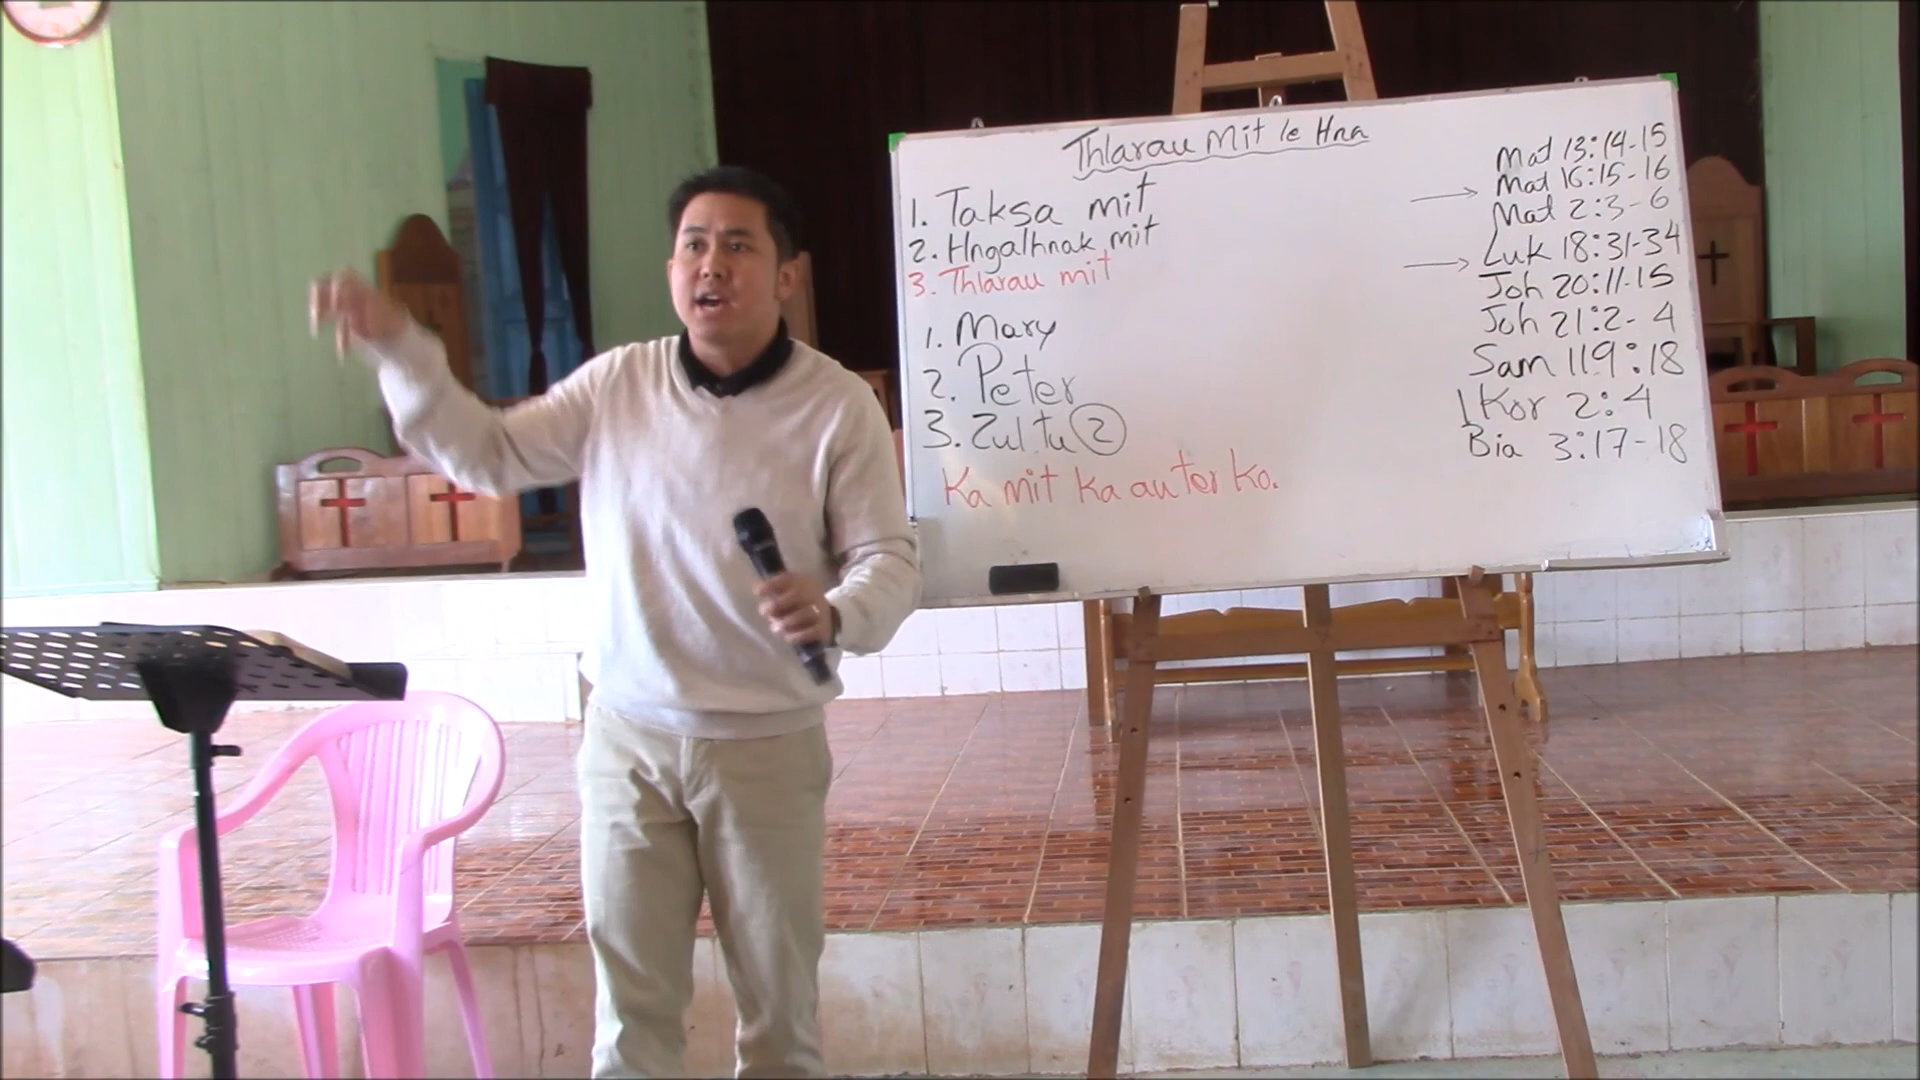 Thlarau Mit le Hna
1. Taksa mit
2. Hngalhnak mit
3. Thlarau mit
1. Mary
2. Peter
3. Zultu 2
Ka mit ka au ter ko.
Mat 13:14-15
Mat 16:15-16
Mat 2:3-6
Luk 18:31-34
Joh 20:11-15
Joh 21:2-4
Sam 119:18
1 Kor 2:4
Bia 3:17-18